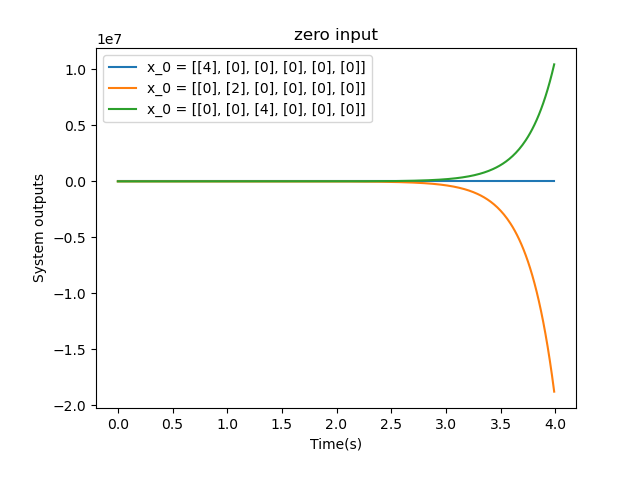 zero input
1e7
x_0 = [[4], [0], [0], [0], [0], [0]]
x_0 = [[0], [2], [0], [0], [0], [0]]
x_0 = [[0], [0], [4], [0], [0], [0]]
1.0
0.5
0.0
−0.5
−1.0
−1.5
−2.0
System outputs
0.0 0.5 1.0 1.5 2.0 2.5 3.0 3.5 4.0
Time(s)